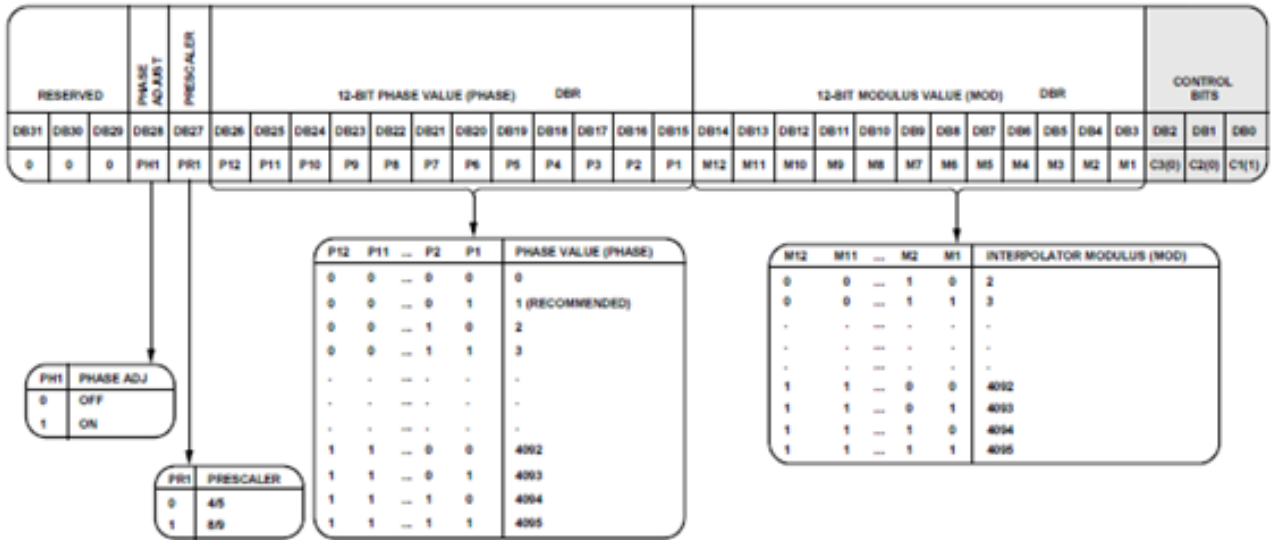 RESERVED PHASE ADJUST PRESCALER 12-BIT PHASE VALUE (PHASE) DBR 12-BIT MODULUS VALUE (MOD) DBR CONTROL BITS
DB31 DB30 DB29 DB28 DB27 DB26 DB25 DB24 DB23 DB22 DB21 DB20 DB19 DB18 DB17 DB16 DB15 DB14 DB13 DB12 DB11 DB10 DB9 DB8 DB7 DB6 DB5 DB4 DB3 DB2 DB1 DB0
0 0 0 PH1 PR1 P12 P11 P10 P9 P8 P7 P6 P5 P4 P3 P2 P1 M12 M11 M10 M9 M8 M7 M6 M5 M4 M3 M2 M1 C3(0) C2(0) C1(1)
P12 P11 ... P2 P1 PHASE VALUE (PHASE)
0 0 ... 0 0 0
0 0 ... 0 1 1 (RECOMMENDED)
0 0 ... 1 0 2
0 0 ... 1 1 3
. . ... . . .
. . ... . . .
. . ... . . .
1 1 ... 0 0 4092
1 1 ... 0 1 4093
1 1 ... 1 0 4094
1 1 ... 1 1 4095
M12 M11 ... M2 M1 INTERPOLATOR MODULUS (MOD)
0 0 ... 1 0 2
0 0 ... 1 1 3
. . ... . . .
. . ... . . .
. . ... . . .
1 1 ... 0 0 4092
1 1 ... 0 1 4093
1 1 ... 1 0 4094
1 1 ... 1 1 4095
PH1 PHASE ADJ
0 OFF
1 ON
PR1 PRESCALER
0 4/5
1 8/9